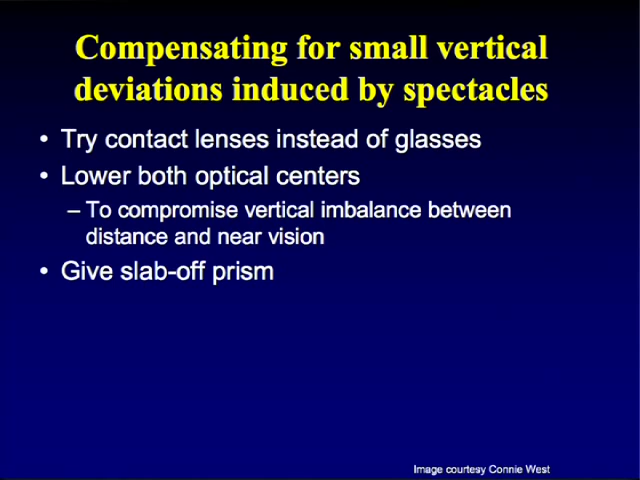 Compensating for small vertical
deviations induced by spectacles
• Try contact lenses instead of glasses
• Lower both optical centers
– To compromise vertical imbalance between
distance and near vision
• Give slab-off prism
Image courtesy Connie West